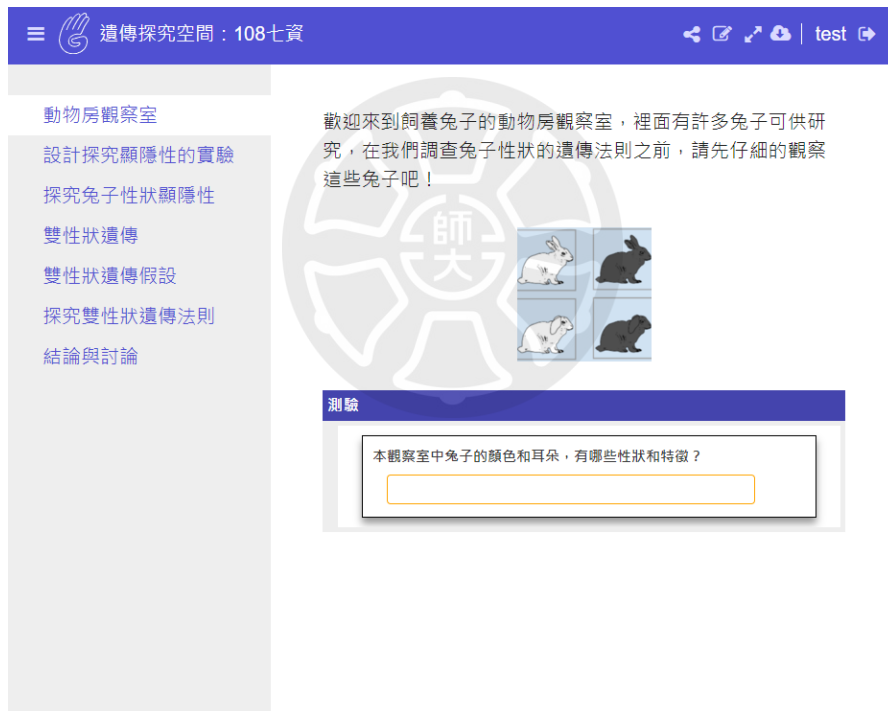 遺傳探究空間：108七資
test
動物房觀察室
設計探究顯隱性的實驗
探究兔子性狀顯隱性
雙性狀遺傳
雙性狀遺傳假設
探究雙性狀遺傳法則
結論與討論
歡迎來到飼養兔子的動物房觀察室，裡面有許多兔子可供研
究，在我們調查兔子性狀的遺傳法則之前，請先仔細的觀察
這些兔子吧！
師大
測驗
本觀察室中兔子的顏色和耳朵，有哪些性狀和特徵？